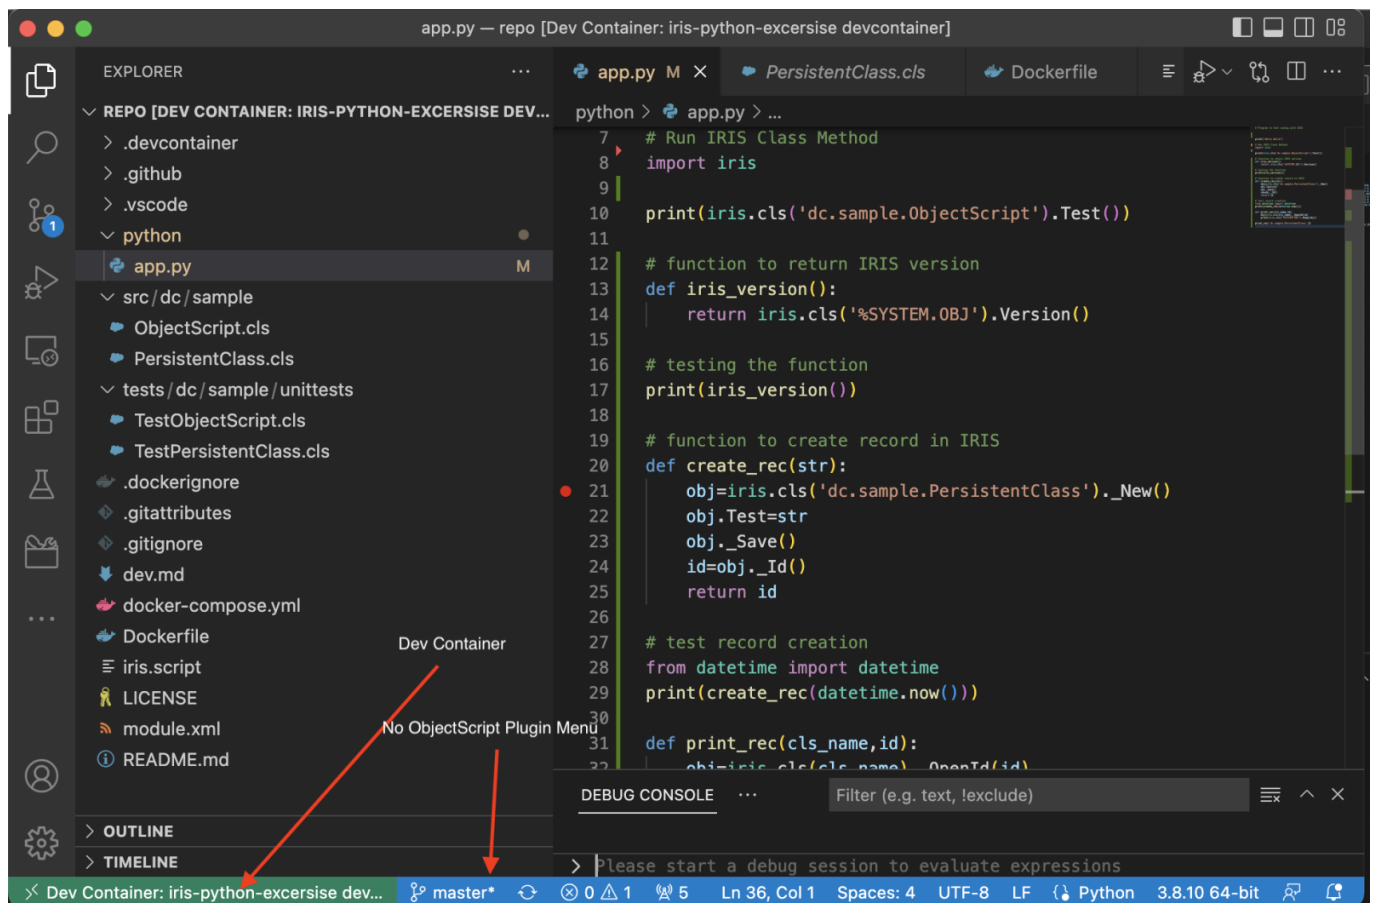 app.py — repo [Dev Container: iris-python-excersise devcontainer]
EXPLORER
REPO [DEV CONTAINER: IRIS-PYTHON-EXCERSISE DEV...
.devcontainer
.github
.vscode
python
app.py M
src/dc/sample
ObjectScript.cls
PersistentClass.cls
tests/dc/sample/unittests
TestObjectScript.cls
TestPersistentClass.cls
.dockerignore
.gitattributes
.gitignore
dev.md
docker-compose.yml
Dockerfile
iris.script
LICENSE
module.xml
README.md
OUTLINE
TIMELINE
1
Dev Container
No ObjectScript Plugin Menu
app.py M PersistentClass.cls Dockerfile
python > app.py > ...
7 # Run IRIS Class Method
8 import iris
9
10 print(iris.cls('dc.sample.ObjectScript').Test())
11
12 # function to return IRIS version
13 def iris_version():
14 return iris.cls('%SYSTEM.OBJ').Version()
15
16 # testing the function
17 print(iris_version())
18
19 # function to create record in IRIS
20 def create_rec(str):
21 obj=iris.cls('dc.sample.PersistentClass')._New()
22 obj.Test=str
23 obj._Save()
24 id=obj._Id()
25 return id
26
27 # test record creation
28 from datetime import datetime
29 print(create_rec(datetime.now()))
30
31 def print_rec(cls_name,id):
32 obj=iris.cls(cls_name)._OpenId(id)
DEBUG CONSOLE
Filter (e.g. text, !exclude)
Please start a debug session to evaluate expressions
Dev Container: iris-python-excersise dev... master* 0 1 5 Ln 36, Col 1 Spaces: 4 UTF-8 LF Python 3.8.10 64-bit